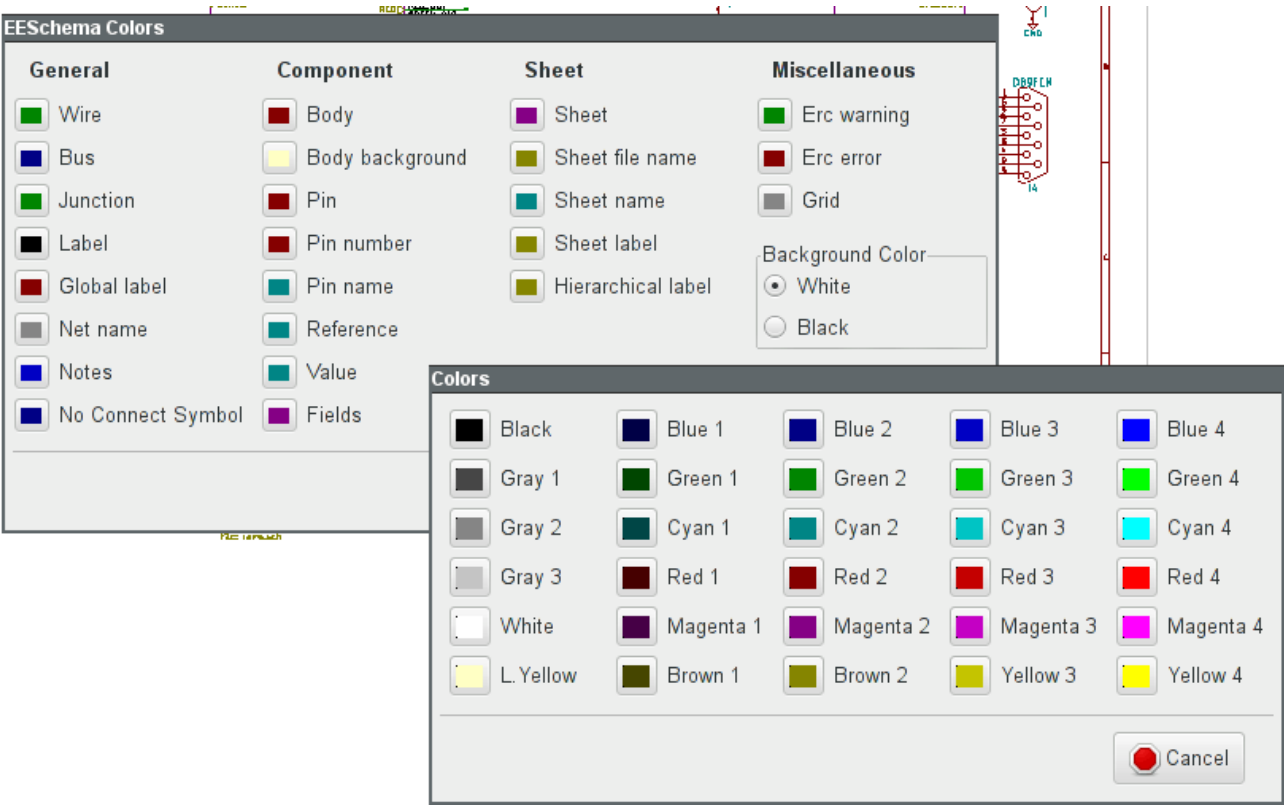 GND
EESchema Colors
General Component Sheet Miscellaneous
DB9FEM
Wire Body Sheet Erc warning
Bus Body background Sheet file name Erc error
Junction Pin Sheet name Grid
J4
Label Pin number Sheet label
Background Color
Global label Pin name Hierarchical label White
Net name Reference Black
Notes Value
Colors
No Connect Symbol Fields
Black Blue 1 Blue 2 Blue 3 Blue 4
Gray 1 Green 1 Green 2 Green 3 Green 4
Gray 2 Cyan 1 Cyan 2 Cyan 3 Cyan 4
Gray 3 Red 1 Red 2 Red 3 Red 4
White Magenta 1 Magenta 2 Magenta 3 Magenta 4
L. Yellow Brown 1 Brown 2 Yellow 3 Yellow 4
Cancel